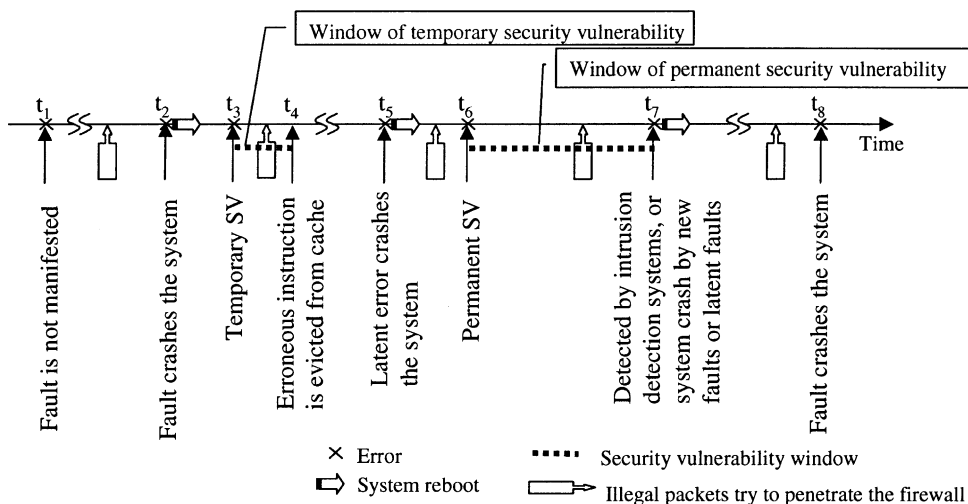 Window of temporary security vulnerability
Window of permanent security vulnerability
t1
t2
t3
t4
t5
t6
t7
t8
Time
Fault is not manifested
Fault crashes the system
Temporary SV
Erroneous instruction
is evicted from cache
Latent error crashes
the system
Permanent SV
Detected by intrusion
detection systems, or
system crash by new
faults or latent faults
Fault crashes the system
Error
Security vulnerability window
System reboot
Illegal packets try to penetrate the firewall